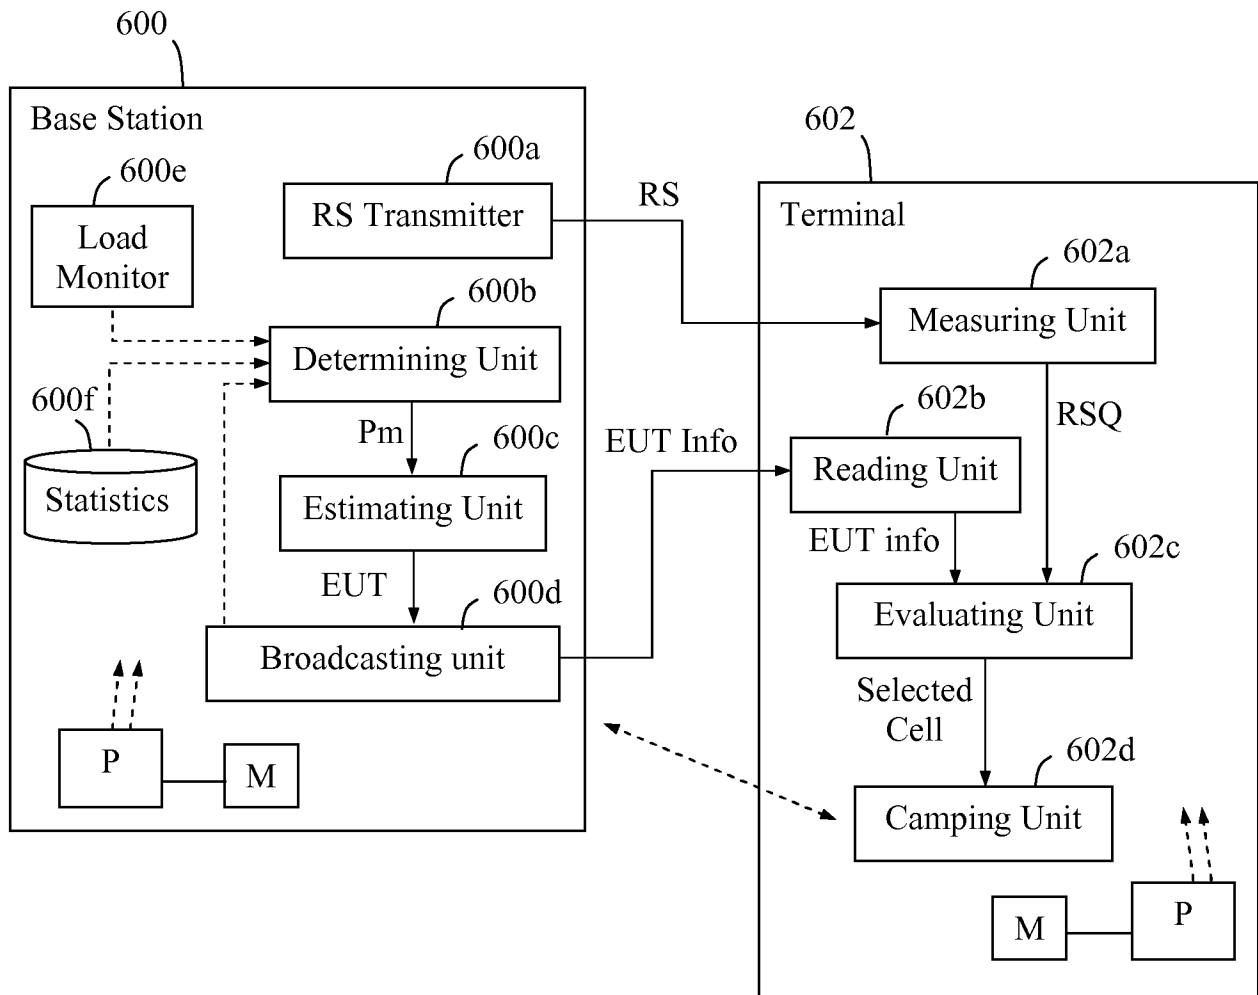 600
Base Station
600e
600a
Load
Monitor
RS Transmitter
RS
602
Terminal
602a
Measuring Unit
600b
Determining Unit
600f
Statistics
Pm
600c
Estimating Unit
EUT Info
602b
Reading Unit
RSQ
EUT info
602c
Evaluating Unit
EUT
600d
Broadcasting unit
Selected
Cell
602d
Camping Unit
P
M
M
P